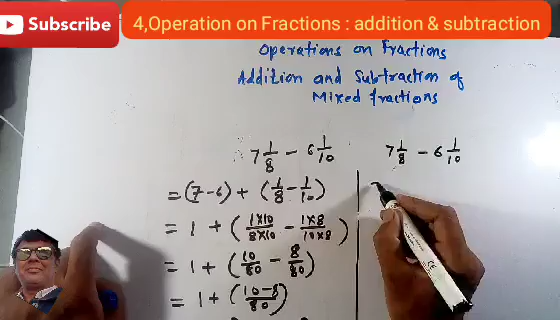 Subscribe
4,Operation on Fractions : addition & subtraction
Operations on Fractions
Addition and Subtraction of
Mixed fractions
7 1/8 - 6 1/10
7 1/8 - 6 1/10
= (7-6) + (1/8 - 1/10)
= 1 + (1×10/8×10 - 1×8/10×8)
= 1 + (10/80 - 8/80)
= 1 + (10-8/80)